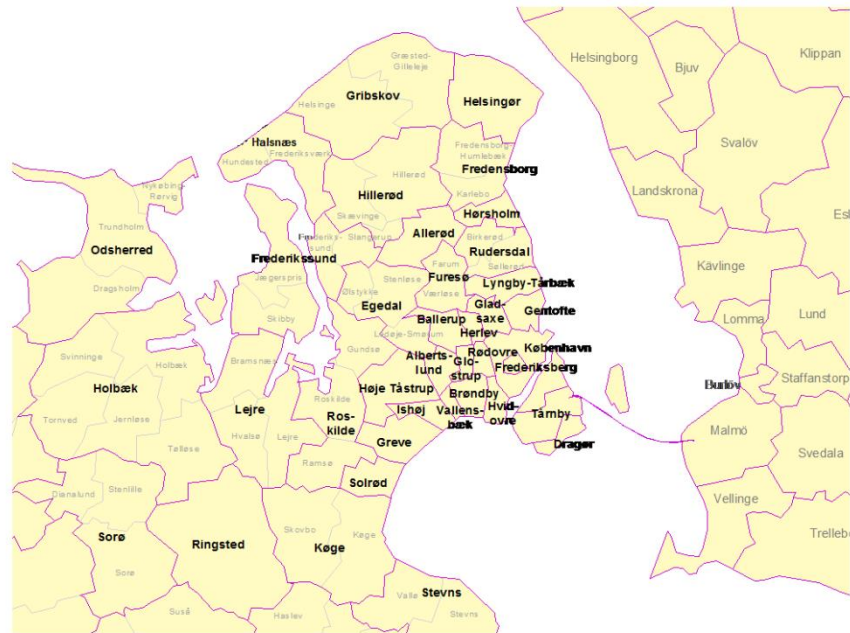 Helsingborg
Bjuv
Klippan
Græsted-
Gilleleje
Gribskov
Helsinge
Helsingør
Svalöv
Halsnæs
Hundested
Frederiksværk
Fredensborg
Humlebæk
Fredensborg
Karlebo
Hillerød
Hillerød
Skævinge
Landskrona
Nykøbing-
Rørvig
Trundholm
Odsherred
Dragsholm
Hørsholm
Frederiks-
sund
Slangerup
Allerød
Birkerød
Rudersdal
Søllerød
Frederikssund
Jægerspris
Skibby
Kävlinge
Farum
Furesø
Værløse
Stenløse
Ølstykke
Egedal
Lyngby-Tårbæk
Glad-
saxe
Gentofte
Lomma
Lund
Ballerup
Herlev
Ledøje-Smørum
Gundsø
Svinninge
Holbæk
Bramsnæs
Holbæk
Tornved
Jernløse
Tølløse
Alberts-
lund
Glo-
strup
Rødovre
København
Frederiksberg
Staffanstorp
Burlöv
Høje Tåstrup
Brøndby
Roskilde
Ros-
kilde
Lejre
Hvalsø
Lejre
Ramsø
Ishøj
Vallens-
bæk
Hvid-
ovre
Tårnby
Dragør
Malmö
Svedala
Greve
Solrød
Stenlille
Dianalund
Sorø
Sorø
Ringsted
Skovbo
Køge
Køge
Vellinge
Vallø
Stevns
Stevns
Suså
Haslev